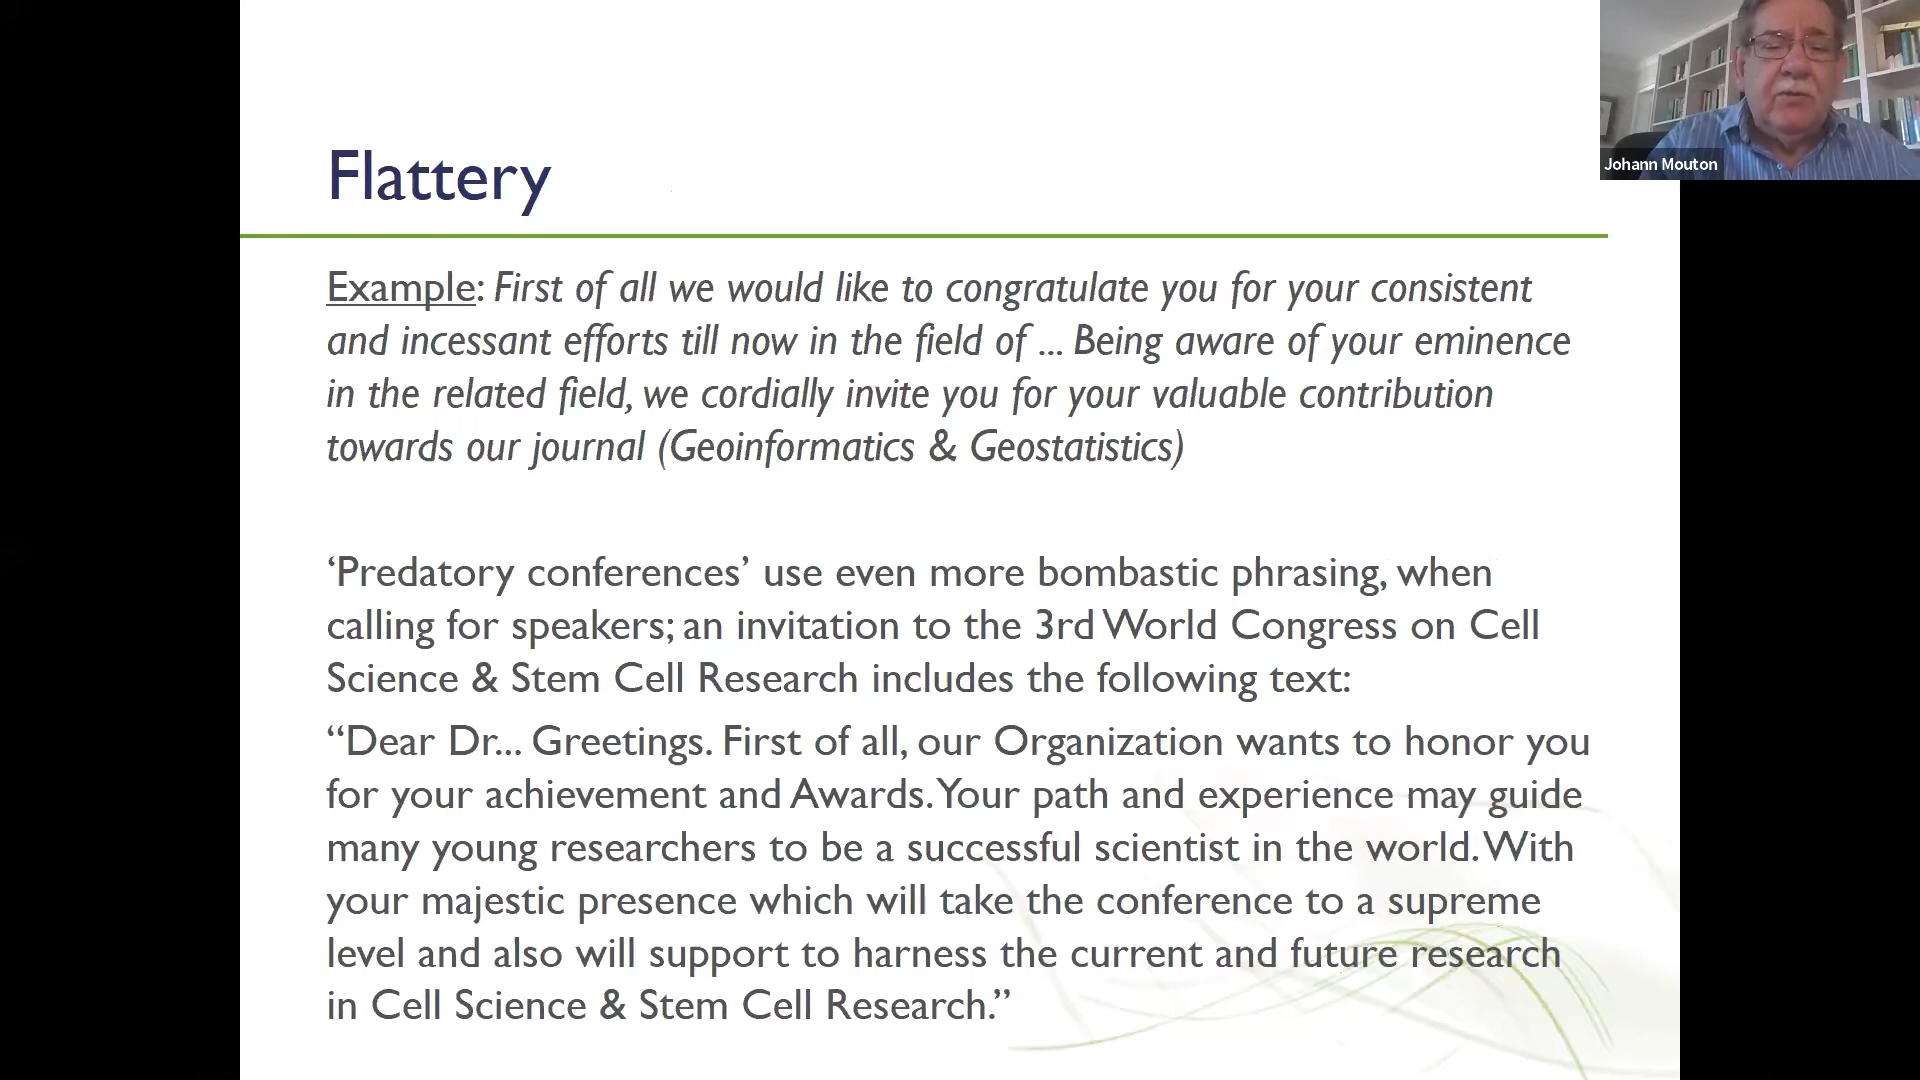 Flattery
Johann Mouton
Example: First of all we would like to congratulate you for your consistent
and incessant efforts till now in the field of ... Being aware of your eminence
in the related field, we cordially invite you for your valuable contribution
towards our journal (Geoinformatics & Geostatistics)
‘Predatory conferences’ use even more bombastic phrasing, when
calling for speakers; an invitation to the 3rd World Congress on Cell
Science & Stem Cell Research includes the following text:
“Dear Dr... Greetings. First of all, our Organization wants to honor you
for your achievement and Awards. Your path and experience may guide
many young researchers to be a successful scientist in the world. With
your majestic presence which will take the conference to a supreme
level and also will support to harness the current and future research
in Cell Science & Stem Cell Research.”